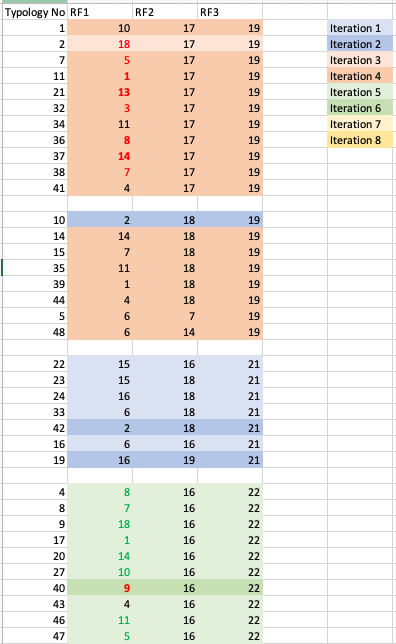 Typology No RF1 RF2 RF3
1 10 17 19 Iteration 1
2 18 17 19 Iteration 2
7 5 17 19 Iteration 3
11 1 17 19 Iteration 4
21 13 17 19 Iteration 5
32 3 17 19 Iteration 6
34 11 17 19 Iteration 7
36 8 17 19 Iteration 8
37 14 17 19
38 7 17 19
41 4 17 19
10 2 18 19
14 14 18 19
15 7 18 19
35 11 18 19
39 1 18 19
44 4 18 19
5 6 7 19
48 6 14 19
22 15 16 21
23 15 18 21
24 16 18 21
33 6 18 21
42 2 18 21
16 6 16 21
19 16 19 21
4 8 16 22
8 7 16 22
9 18 16 22
17 1 16 22
20 14 16 22
27 10 16 22
40 9 16 22
43 4 16 22
46 11 16 22
47 5 16 22